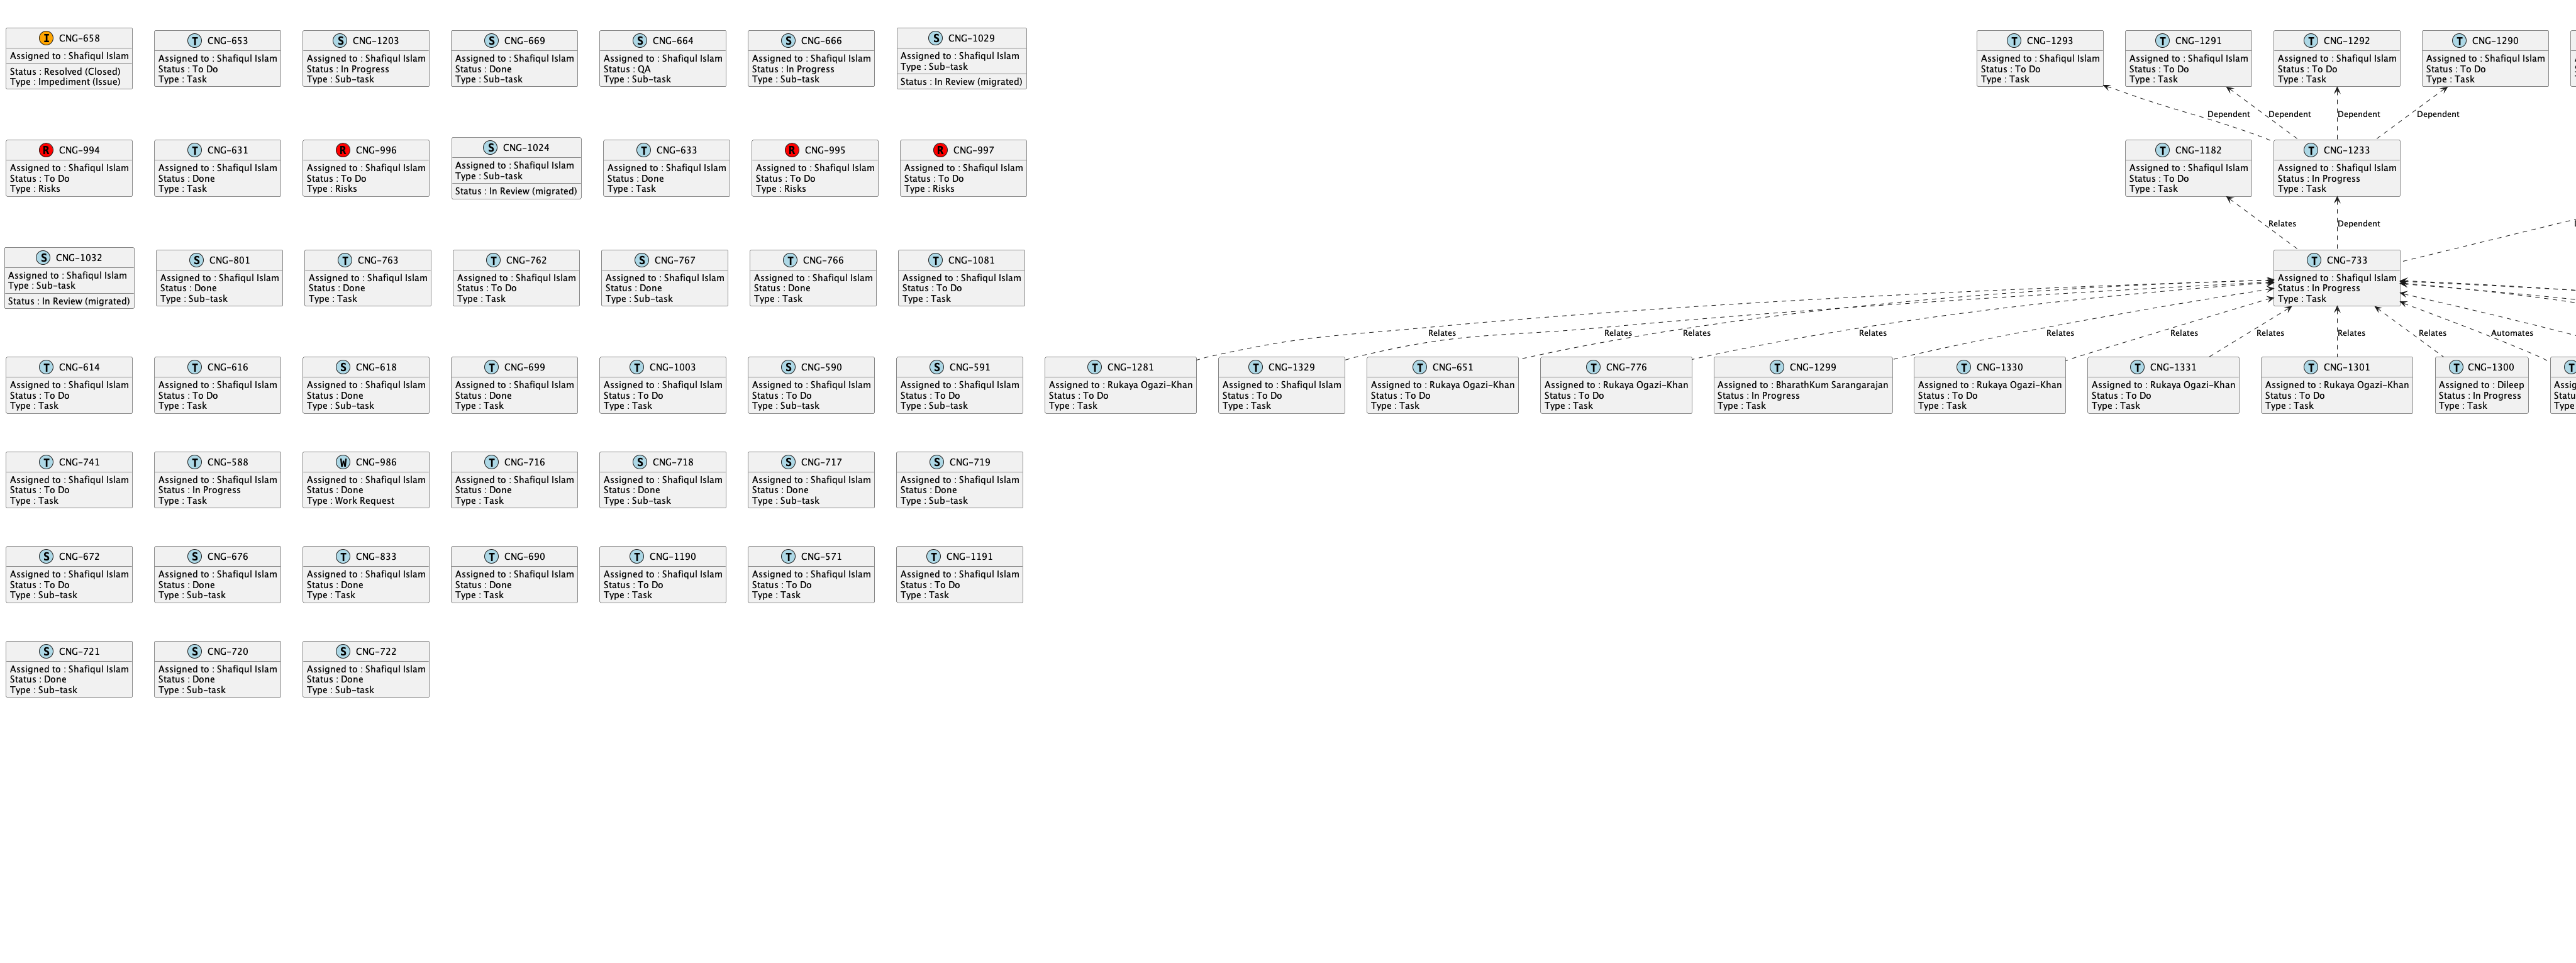 I CNG-658
Assigned to : Shafiqul Islam
Status : Resolved (Closed)
Type : Impediment (Issue)
T CNG-653
Assigned to : Shafiqul Islam
Status : To Do
Type : Task
S CNG-1203
Assigned to : Shafiqul Islam
Status : In Progress
Type : Sub-task
S CNG-669
Assigned to : Shafiqul Islam
Status : Done
Type : Sub-task
S CNG-664
Assigned to : Shafiqul Islam
Status : QA
Type : Sub-task
S CNG-666
Assigned to : Shafiqul Islam
Status : In Progress
Type : Sub-task
S CNG-1029
Assigned to : Shafiqul Islam
Type : Sub-task
Status : In Review (migrated)
T CNG-1293
Assigned to : Shafiqul Islam
Status : To Do
Type : Task
T CNG-1291
Assigned to : Shafiqul Islam
Status : To Do
Type : Task
T CNG-1292
Assigned to : Shafiqul Islam
Status : To Do
Type : Task
T CNG-1290
Assigned to : Shafiqul Islam
Status : To Do
Type : Task
Dependent
Dependent
Dependent
Dependent
R CNG-994
Assigned to : Shafiqul Islam
Status : To Do
Type : Risks
T CNG-631
Assigned to : Shafiqul Islam
Status : Done
Type : Task
R CNG-996
Assigned to : Shafiqul Islam
Status : To Do
Type : Risks
S CNG-1024
Assigned to : Shafiqul Islam
Type : Sub-task
Status : In Review (migrated)
T CNG-633
Assigned to : Shafiqul Islam
Status : Done
Type : Task
R CNG-995
Assigned to : Shafiqul Islam
Status : To Do
Type : Risks
R CNG-997
Assigned to : Shafiqul Islam
Status : To Do
Type : Risks
T CNG-1182
Assigned to : Shafiqul Islam
Status : To Do
Type : Task
T CNG-1233
Assigned to : Shafiqul Islam
Status : In Progress
Type : Task
Relates
Dependent
S CNG-1032
Assigned to : Shafiqul Islam
Type : Sub-task
Status : In Review (migrated)
S CNG-801
Assigned to : Shafiqul Islam
Status : Done
Type : Sub-task
T CNG-763
Assigned to : Shafiqul Islam
Status : Done
Type : Task
T CNG-762
Assigned to : Shafiqul Islam
Status : To Do
Type : Task
S CNG-767
Assigned to : Shafiqul Islam
Status : Done
Type : Sub-task
T CNG-766
Assigned to : Shafiqul Islam
Status : Done
Type : Task
T CNG-1081
Assigned to : Shafiqul Islam
Status : To Do
Type : Task
T CNG-733
Assigned to : Shafiqul Islam
Status : In Progress
Type : Task
Relates
Relates
Relates
Relates
Relates
Relates
Relates
Relates
Relates
Automates
T CNG-614
Assigned to : Shafiqul Islam
Status : To Do
Type : Task
T CNG-616
Assigned to : Shafiqul Islam
Status : To Do
Type : Task
S CNG-618
Assigned to : Shafiqul Islam
Status : Done
Type : Sub-task
T CNG-699
Assigned to : Shafiqul Islam
Status : Done
Type : Task
T CNG-1003
Assigned to : Shafiqul Islam
Status : To Do
Type : Task
S CNG-590
Assigned to : Shafiqul Islam
Status : To Do
Type : Sub-task
S CNG-591
Assigned to : Shafiqul Islam
Status : To Do
Type : Sub-task
T CNG-1281
Assigned to : Rukaya Ogazi-Khan
Status : To Do
Type : Task
T CNG-1329
Assigned to : Shafiqul Islam
Status : To Do
Type : Task
T CNG-651
Assigned to : Rukaya Ogazi-Khan
Status : To Do
Type : Task
T CNG-776
Assigned to : Rukaya Ogazi-Khan
Status : To Do
Type : Task
T CNG-1299
Assigned to : BharathKum Sarangarajan
Status : In Progress
Type : Task
T CNG-1330
Assigned to : Rukaya Ogazi-Khan
Status : To Do
Type : Task
T CNG-1331
Assigned to : Rukaya Ogazi-Khan
Status : To Do
Type : Task
T CNG-1301
Assigned to : Rukaya Ogazi-Khan
Status : To Do
Type : Task
T CNG-1300
Assigned to : Dileep
Status : In Progress
Type : Task
T
Type
T CNG-741
Assigned to : Shafiqul Islam
Status : To Do
Type : Task
T CNG-588
Assigned to : Shafiqul Islam
Status : In Progress
Type : Task
W CNG-986
Assigned to : Shafiqul Islam
Status : Done
Type : Work Request
T CNG-716
Assigned to : Shafiqul Islam
Status : Done
Type : Task
S CNG-718
Assigned to : Shafiqul Islam
Status : Done
Type : Sub-task
S CNG-717
Assigned to : Shafiqul Islam
Status : Done
Type : Sub-task
S CNG-719
Assigned to : Shafiqul Islam
Status : Done
Type : Sub-task
S CNG-672
Assigned to : Shafiqul Islam
Status : To Do
Type : Sub-task
S CNG-676
Assigned to : Shafiqul Islam
Status : Done
Type : Sub-task
T CNG-833
Assigned to : Shafiqul Islam
Status : Done
Type : Task
T CNG-690
Assigned to : Shafiqul Islam
Status : Done
Type : Task
T CNG-1190
Assigned to : Shafiqul Islam
Status : To Do
Type : Task
T CNG-571
Assigned to : Shafiqul Islam
Status : To Do
Type : Task
T CNG-1191
Assigned to : Shafiqul Islam
Status : To Do
Type : Task
S CNG-721
Assigned to : Shafiqul Islam
Status : Done
Type : Sub-task
S CNG-720
Assigned to : Shafiqul Islam
Status : Done
Type : Sub-task
S CNG-722
Assigned to : Shafiqul Islam
Status : Done
Type : Sub-task